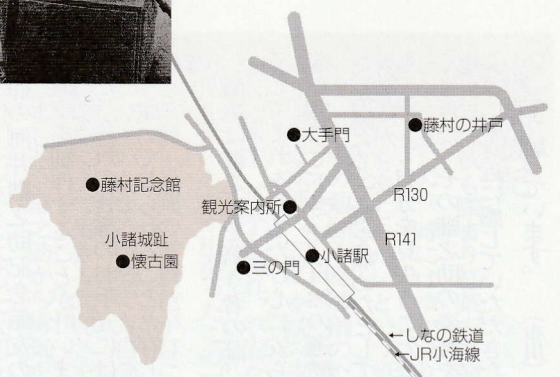 大手門
藤村の井戸
藤村記念館
観光案内所
R130
小諸城趾
懐古園
R141
三の門
小諸駅
←しなの鉄道
←JR小海線